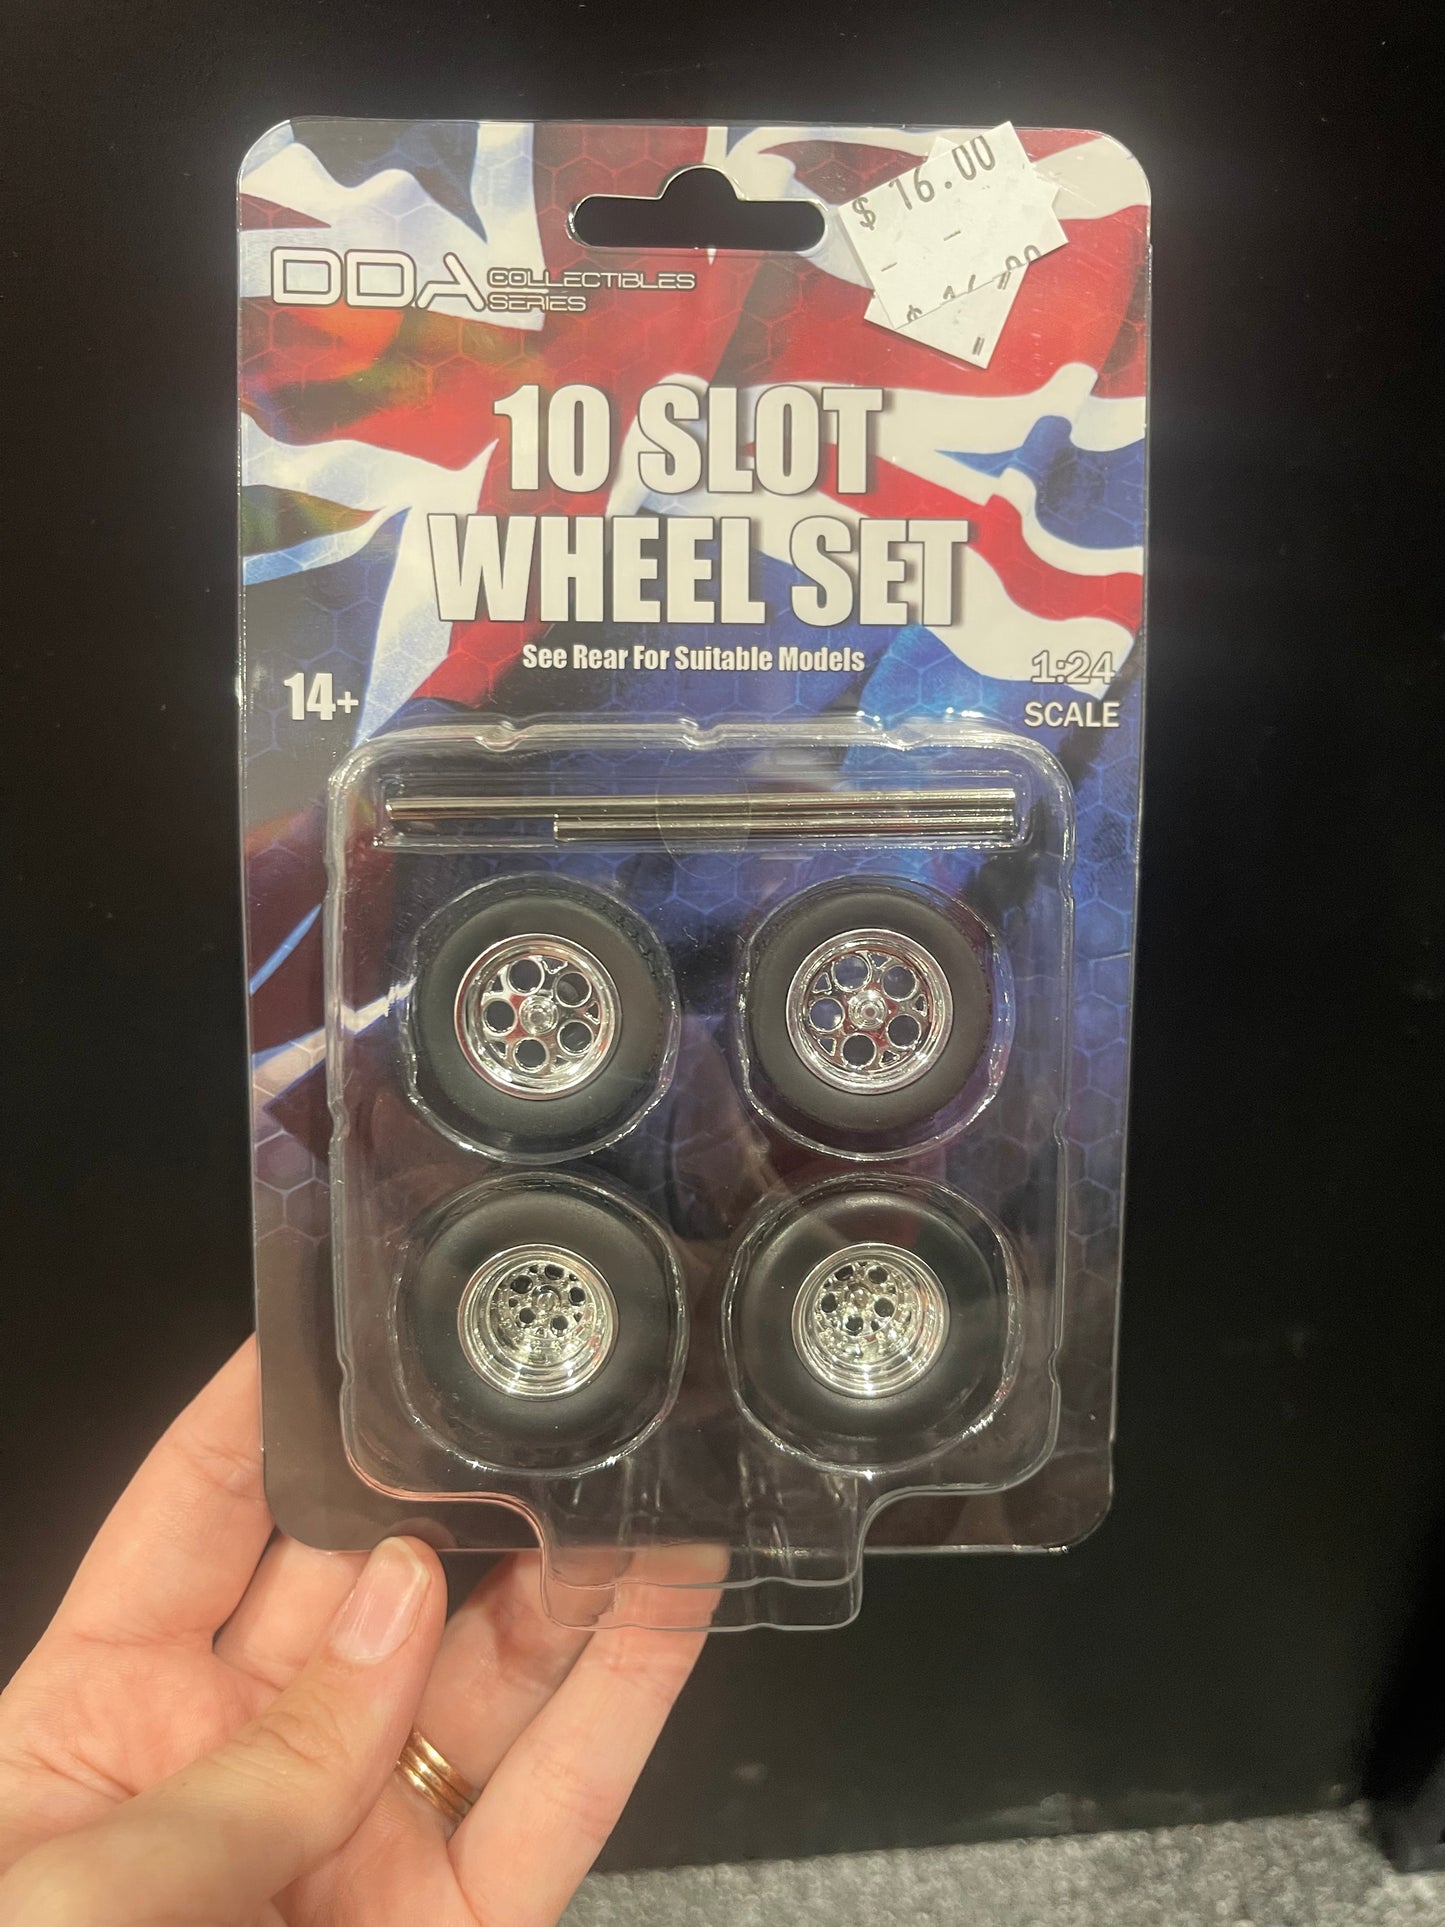 $ 16.00
DDA COLLECTIBLES
SERIES
10 SLOT
WHEEL SET
See Rear For Suitable Models
14+
1:24
SCALE